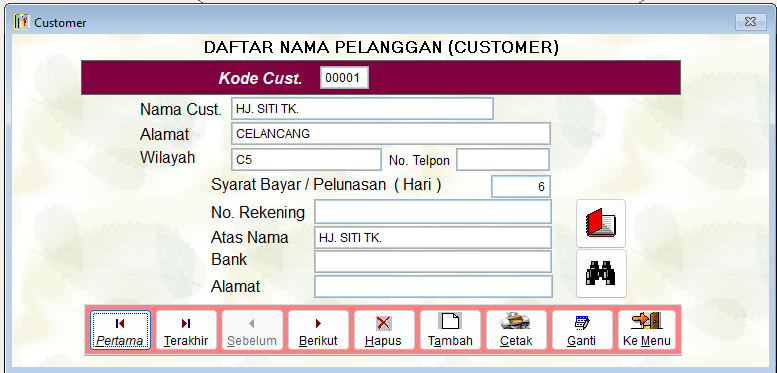 Customer
DAFTAR NAMA PELANGGAN (CUSTOMER)
Kode Cust. 00001
Nama Cust. HJ. SITI TK.
Alamat CELANCANG
Wilayah C5 No. Telpon
Syarat Bayar / Pelunasan ( Hari ) 6
No. Rekening
Atas Nama HJ. SITI TK.
Bank
Alamat
Pertama Terakhir Sebelum Berikut Hapus Tambah Cetak Ganti Ke Menu